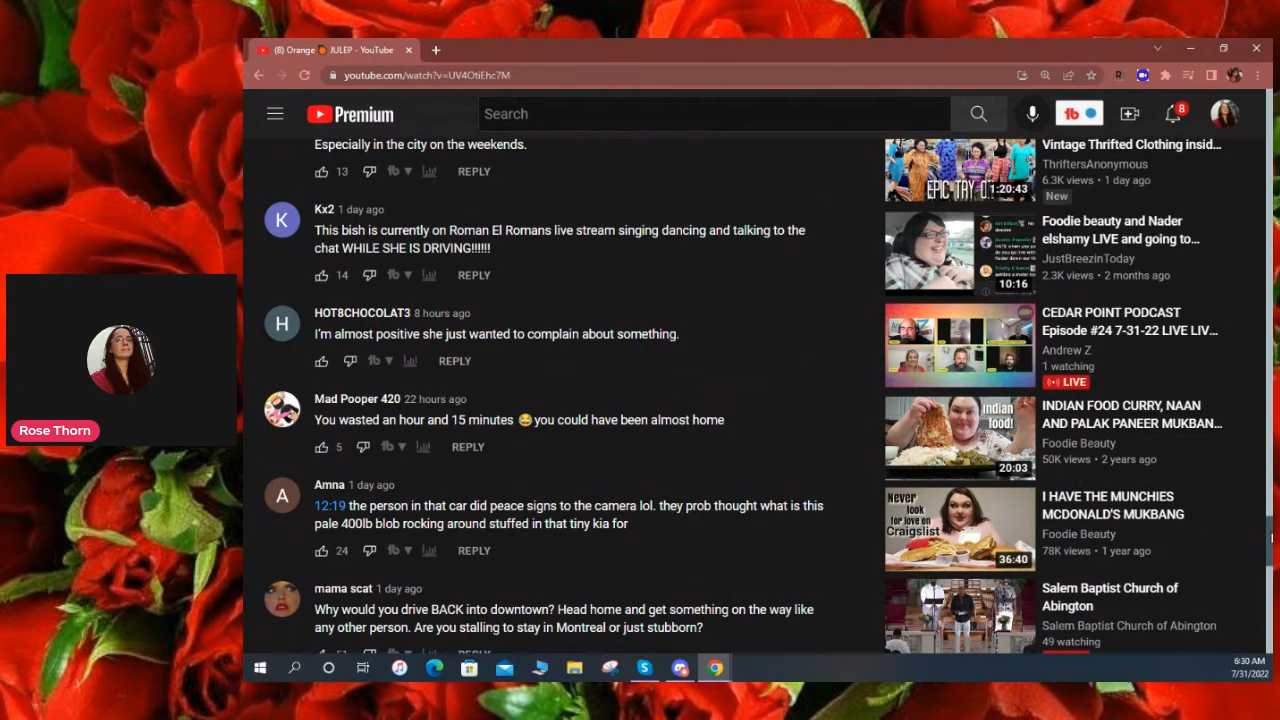 (8) Orange 🍊 JULEP - YouTube
youtube.com/watch?v=UV4OtiEhc7M
Premium
Search
8
Especially in the city on the weekends.
13
REPLY
K
Kx2 1 day ago
This bish is currently on Roman El Romans live stream singing dancing and talking to the
chat WHILE SHE IS DRIVING!!!!!!
14
REPLY
H
HOT8CHOCOLAT3 8 hours ago
I'm almost positive she just wanted to complain about something.
REPLY
Mad Pooper 420 22 hours ago
You wasted an hour and 15 minutes 😂 you could have been almost home
5
REPLY
A
Amna 1 day ago
12:19 the person in that car did peace signs to the camera lol. they prob thought what is this
pale 400lb blob rocking around stuffed in that tiny kia for
24
REPLY
mama scat 1 day ago
Why would you drive BACK into downtown? Head home and get something on the way like
any other person. Are you stalling to stay in Montreal or just stubborn?
Rose Thorn
Vintage Thrifted Clothing insid...
ThriftersAnonymous
6.3K views • 1 day ago
New
1:20:43
Foodie beauty and Nader
elshamy LIVE and going to...
JustBreezinToday
2.3K views • 2 months ago
10:16
CEDAR POINT PODCAST
Episode #24 7-31-22 LIVE LIV...
Andrew Z
1 watching
LIVE
indian
food!
20:03
INDIAN FOOD CURRY, NAAN
AND PALAK PANEER MUKBAN...
Foodie Beauty
50K views • 2 years ago
Never
look
for love on
Craigslist
36:40
I HAVE THE MUNCHIES
MCDONALD'S MUKBANG
Foodie Beauty
78K views • 1 year ago
Salem Baptist Church of
Abington
Salem Baptist Church of Abington
49 watching
6:30 AM
7/31/2022